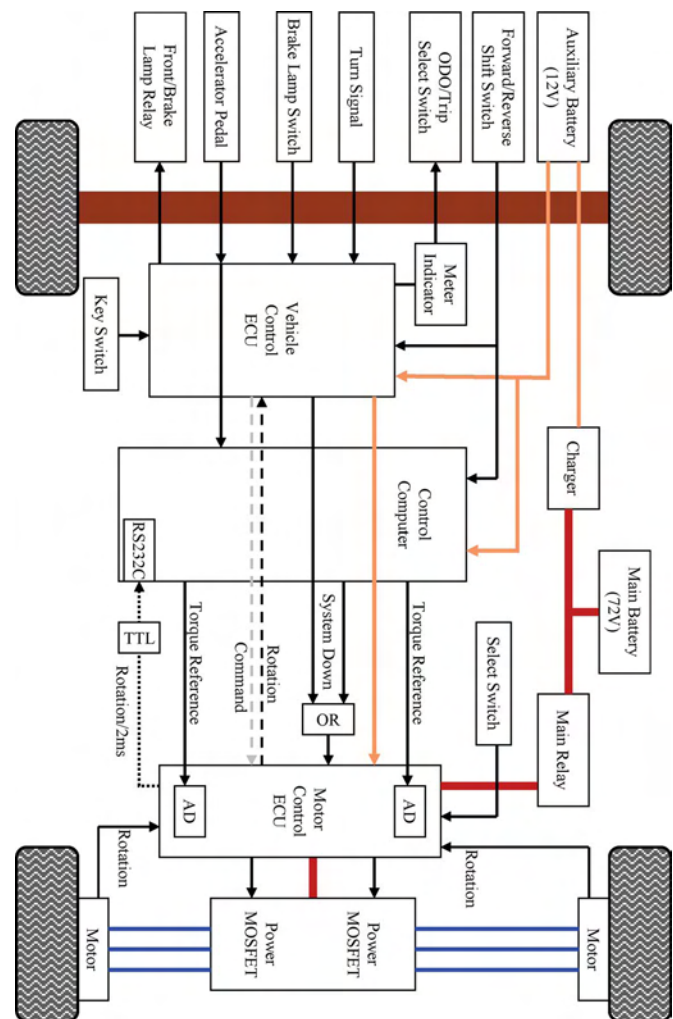 Front/Brake
Lamp Relay
Accelerator Pedal
Brake Lamp Switch
Turn Signal
ODO/Trip
Select Switch
Forward/Reverse
Shift Switch
Auxiliary Battery
(12V)
Key Switch
Vehicle
Control
ECU
Meter
Indicator
Charger
Main Battery
(72V)
Control
Computer
RS232C
TTL
Rotation/2ms
Torque Reference
Command
Rotation
System Down
OR
Torque Reference
Select Switch
Main Relay
AD
Motor
Control
ECU
AD
Rotation
Rotation
Power
MOSFET
Power
MOSFET
Motor
Motor